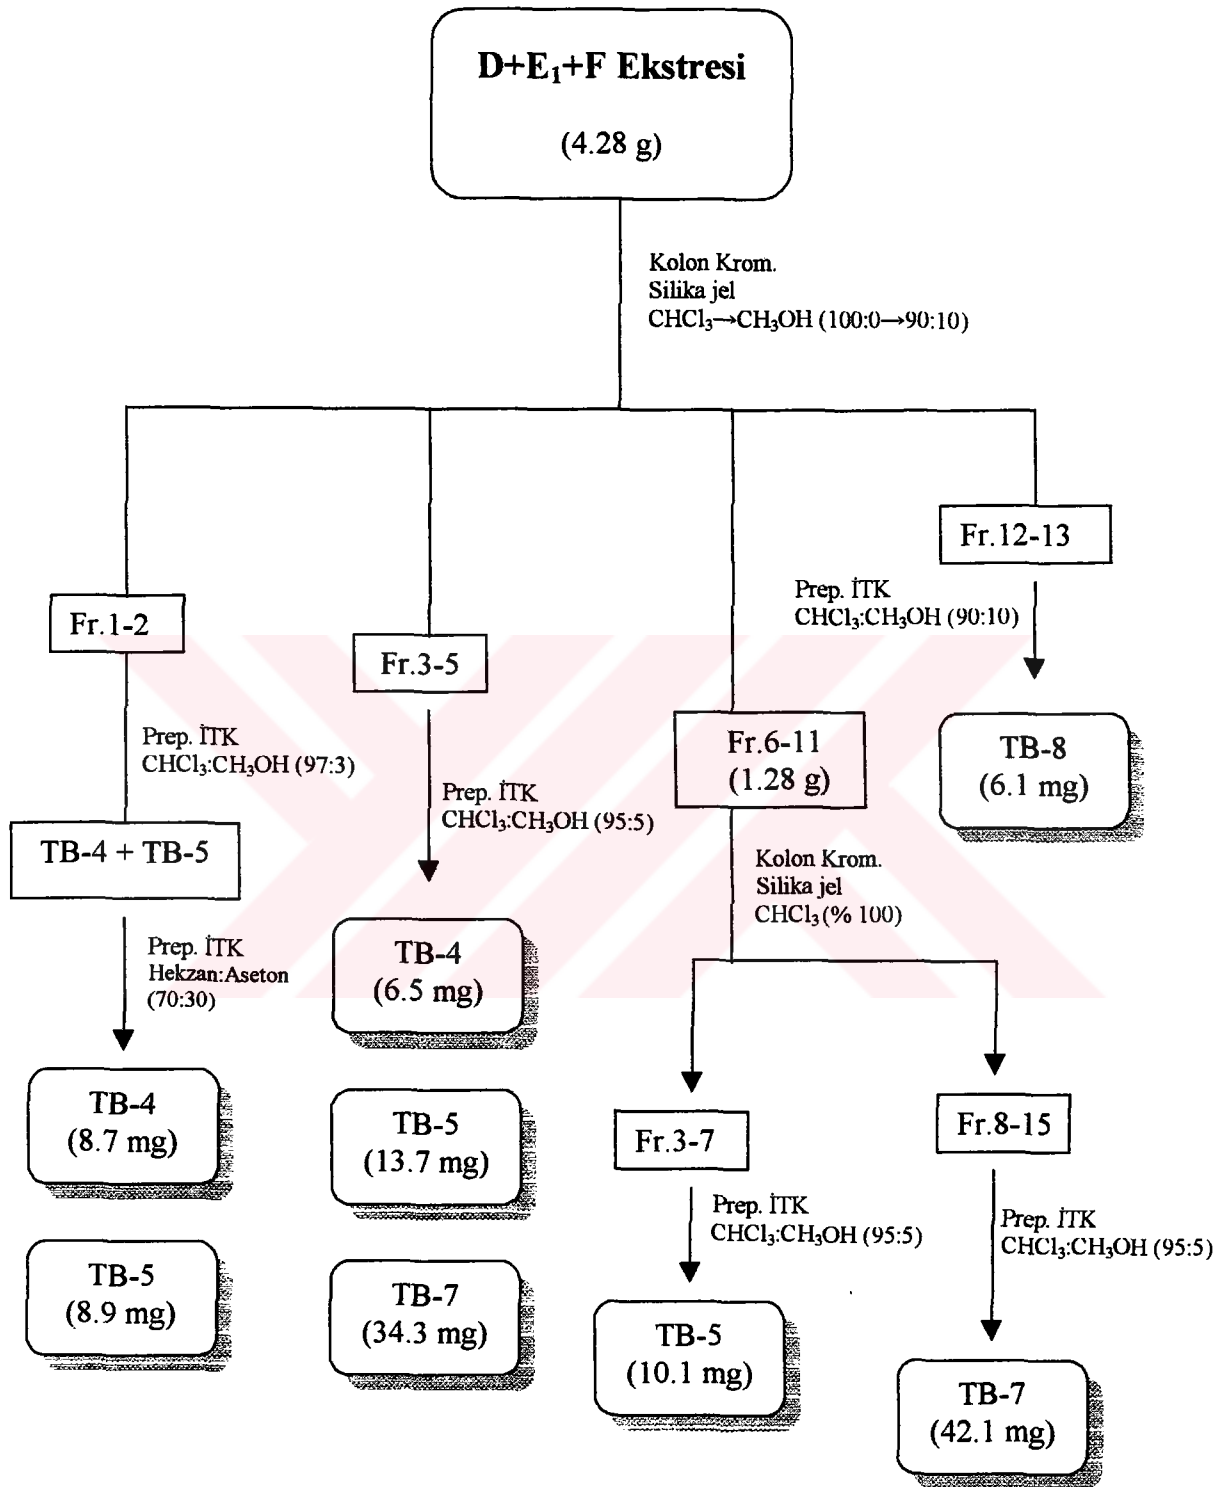 D+E₁+F Ekstresi
(4.28 g)
Kolon Krom.
Silika jel
CHCl₃→CH₃OH (100:0→90:10)
Fr.1-2
Prep. İTK
CHCl₃:CH₃OH (97:3)
TB-4 + TB-5
Prep. İTK
Hekzan:Aseton
(70:30)
TB-4
(8.7 mg)
TB-5
(8.9 mg)
Fr.3-5
Prep. İTK
CHCl₃:CH₃OH (95:5)
TB-4
(6.5 mg)
TB-5
(13.7 mg)
TB-7
(34.3 mg)
Fr.6-11
(1.28 g)
Kolon Krom.
Silika jel
CHCl₃ (% 100)
Fr.3-7
Prep. İTK
CHCl₃:CH₃OH (95:5)
TB-5
(10.1 mg)
Fr.8-15
Prep. İTK
CHCl₃:CH₃OH (95:5)
TB-7
(42.1 mg)
Fr.12-13
Prep. İTK
CHCl₃:CH₃OH (90:10)
TB-8
(6.1 mg)